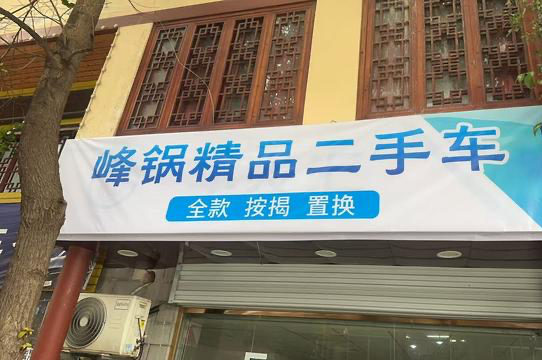 峰锅精品二手车
全款 按揭 置换